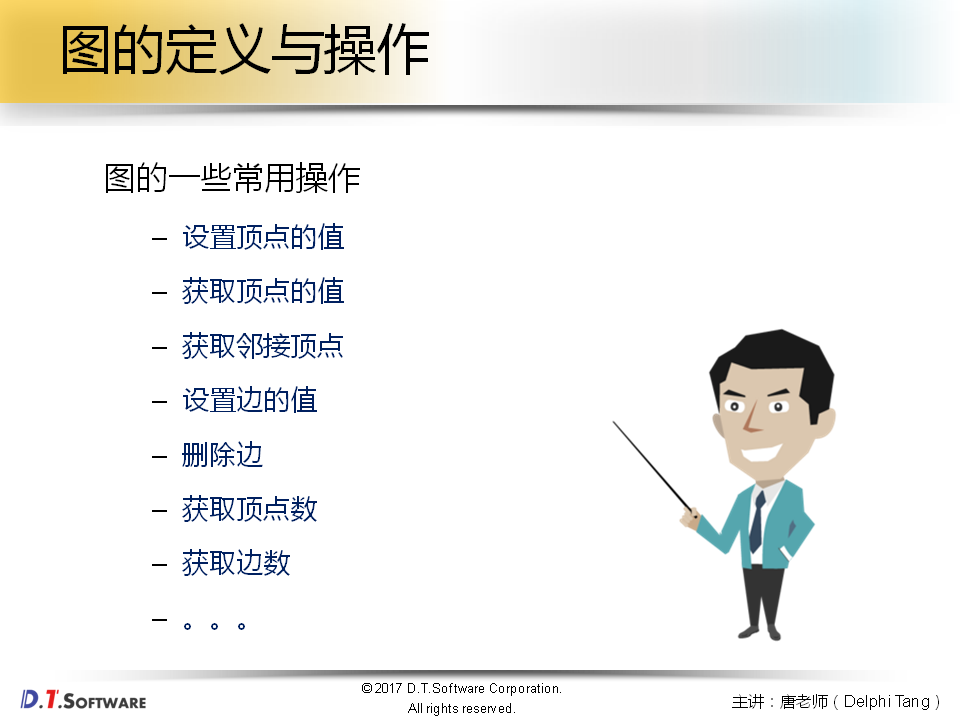 图的定义与操作
图的一些常用操作
– 设置顶点的值
– 获取顶点的值
– 获取邻接顶点
– 设置边的值
– 删除边
– 获取顶点数
– 获取边数
– 。。。
D.T.SOFTWARE
©2017 D.T.Software Corporation.
All rights reserved.
主讲：唐老师（Delphi Tang）